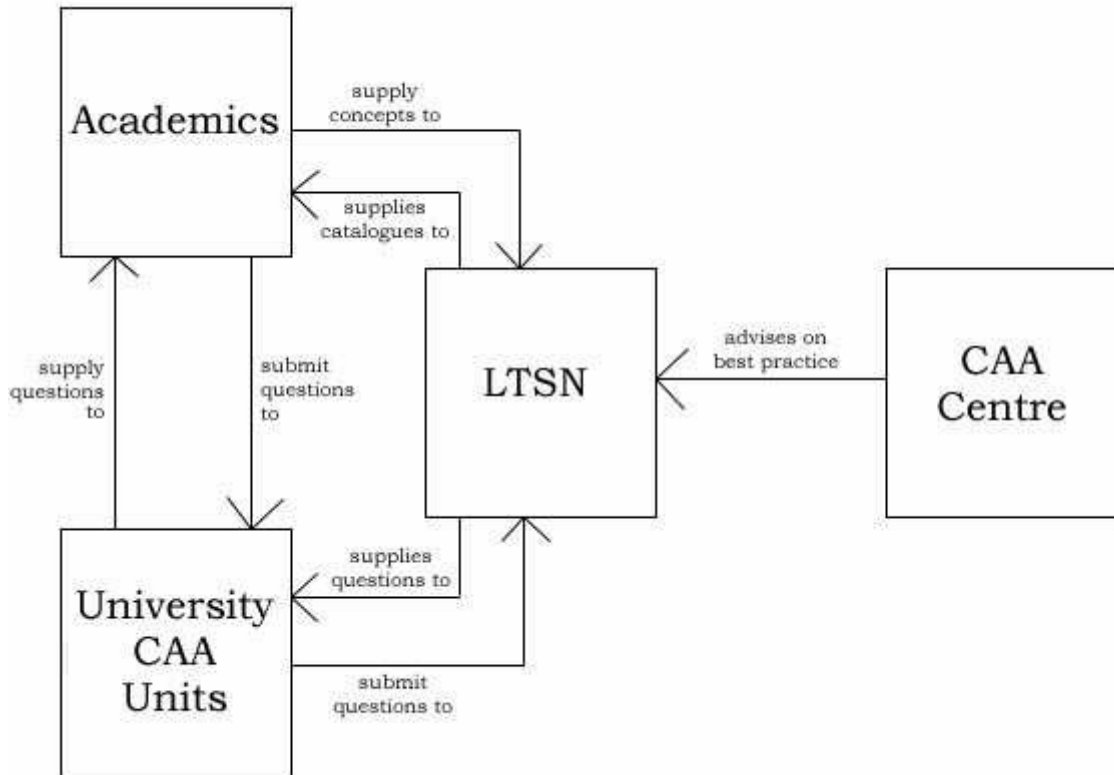 Academics
supply
concepts to
supplies
catalogues to
supply
questions
to
submit
questions
to
LTSN
advises on
best practice
CAA
Centre
University
CAA
Units
supplies
questions to
submit
questions to